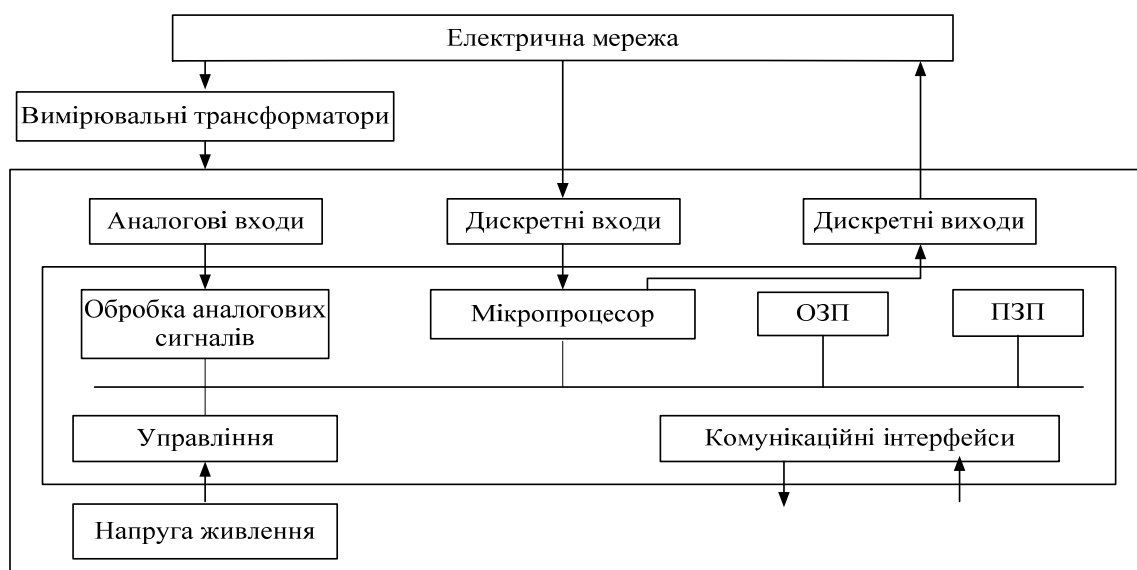 Електрична мережа
Вимірювальні трансформатори
Аналогові входи
Дискретні входи
Дискретні виходи
Обробка аналогових
сигналів
Мікропроцесор
ОЗП
ПЗП
Управління
Комунікаційні інтерфейси
Напруга живлення